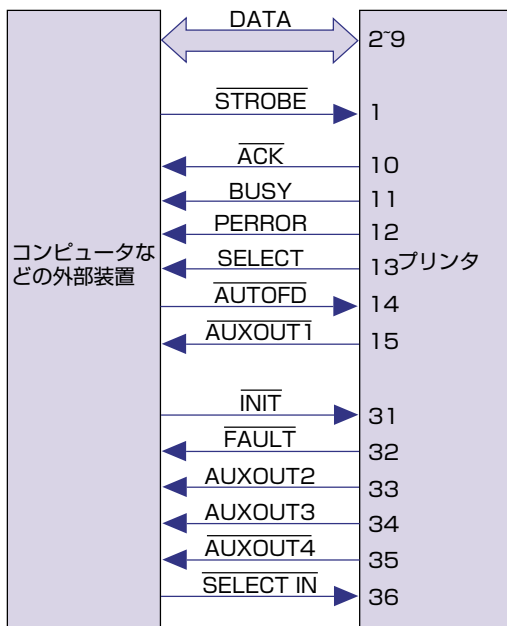 DATA
2~9
STROBE
1
ACK
10
BUSY
11
PERROR
12
コンピュータな
どの外部装置
SELECT
13プリンタ
AUTOFD
14
AUXOUT1
15
INIT
31
FAULT
32
AUXOUT2
33
AUXOUT3
34
AUXOUT4
35
SELECT IN
36